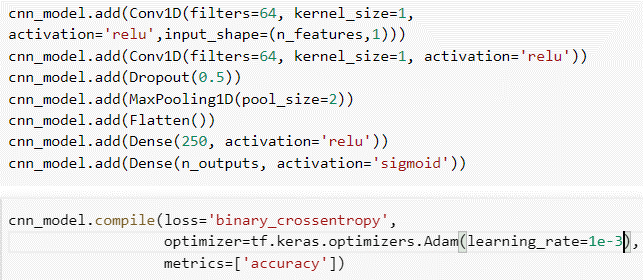 cnn_model.add(Conv1D(filters=64, kernel_size=1,
activation='relu',input_shape=(n_features,1)))
cnn_model.add(Conv1D(filters=64, kernel_size=1, activation='relu'))
cnn_model.add(Dropout(0.5))
cnn_model.add(MaxPooling1D(pool_size=2))
cnn_model.add(Flatten())
cnn_model.add(Dense(250, activation='relu'))
cnn_model.add(Dense(n_outputs, activation='sigmoid'))
cnn_model.compile(loss='binary_crossentropy',
optimizer=tf.keras.optimizers.Adam(learning_rate=1e-3),
metrics=['accuracy'])